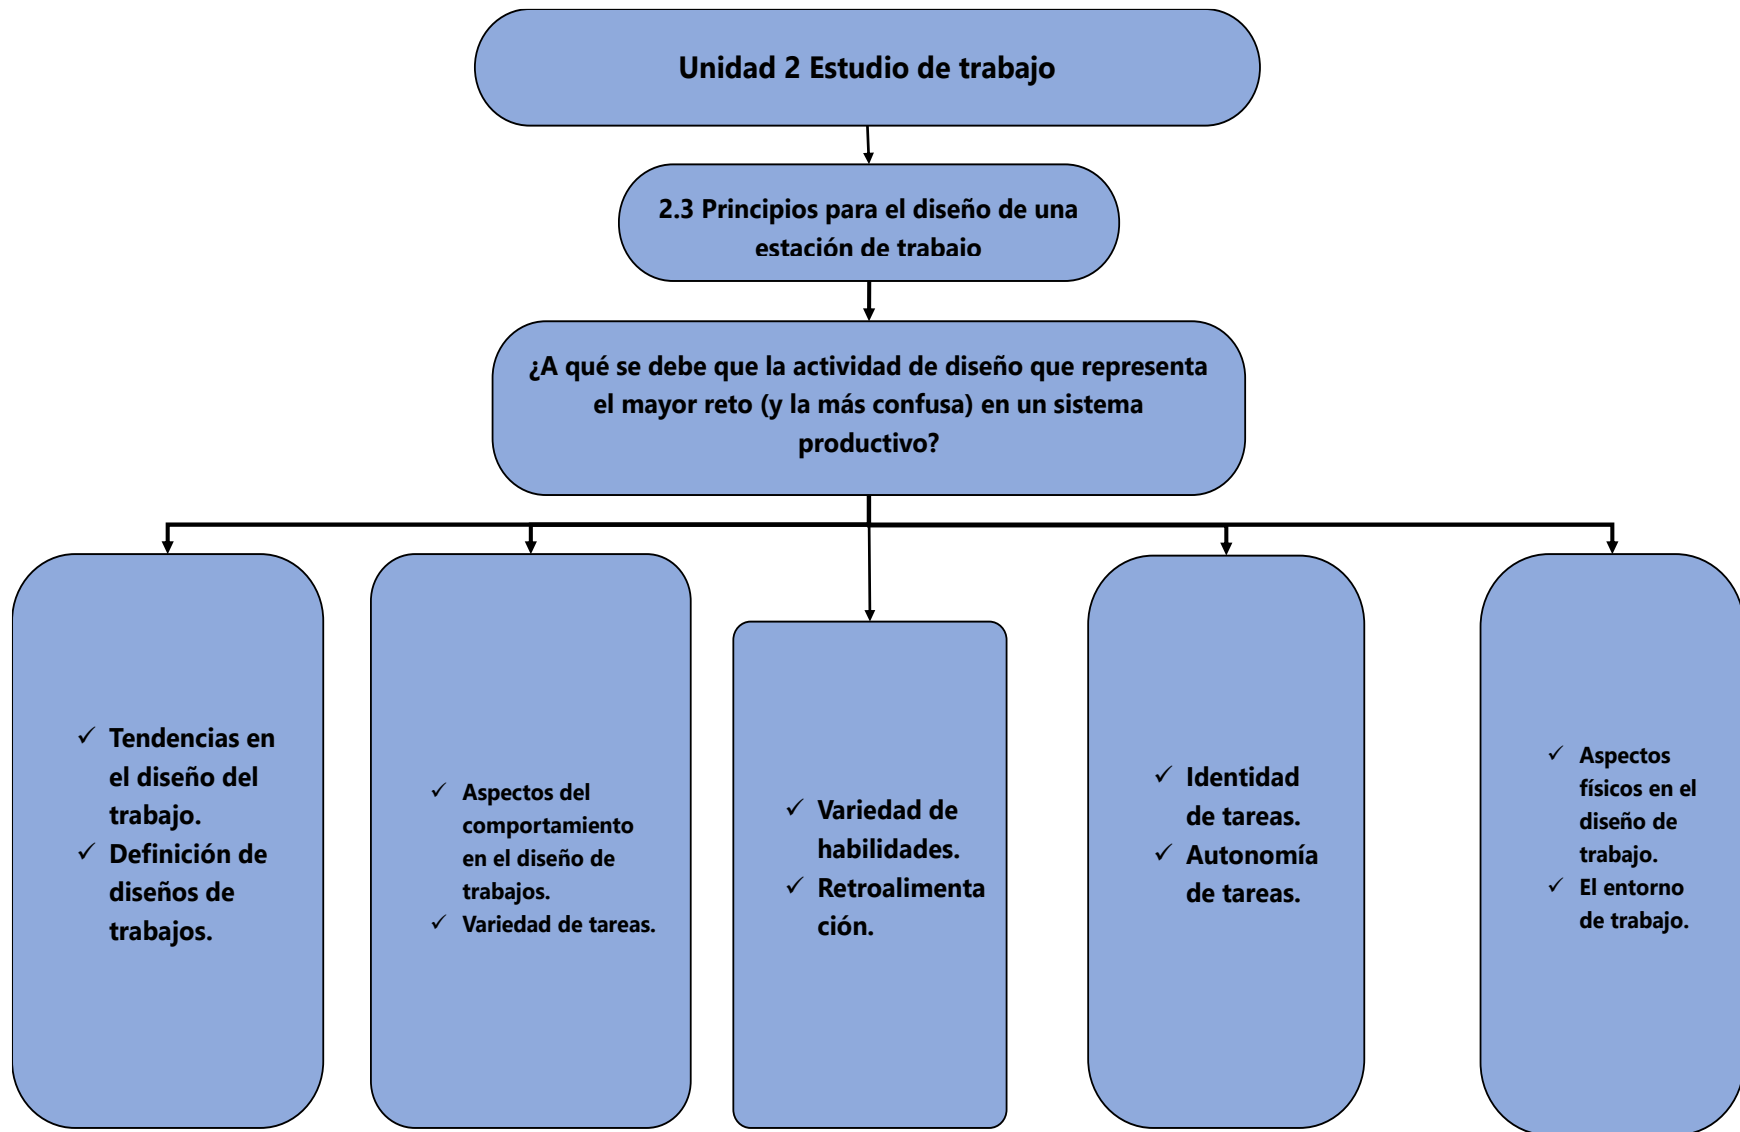 Unidad 2 Estudio de trabajo
2.3 Principios para el diseño de una
estación de trabajo
¿A qué se debe que la actividad de diseño que representa
el mayor reto (y la más confusa) en un sistema
productivo?
✓ Tendencias en
el diseño del
trabajo.
✓ Definición de
diseños de
trabajos.
✓ Aspectos del
comportamiento
en el diseño de
trabajos.
✓ Variedad de tareas.
✓ Variedad de
habilidades.
✓ Retroalimenta
ción.
✓ Identidad
de tareas.
✓ Autonomía
de tareas.
✓ Aspectos
físicos en el
diseño de
trabajo.
✓ El entorno
de trabajo.